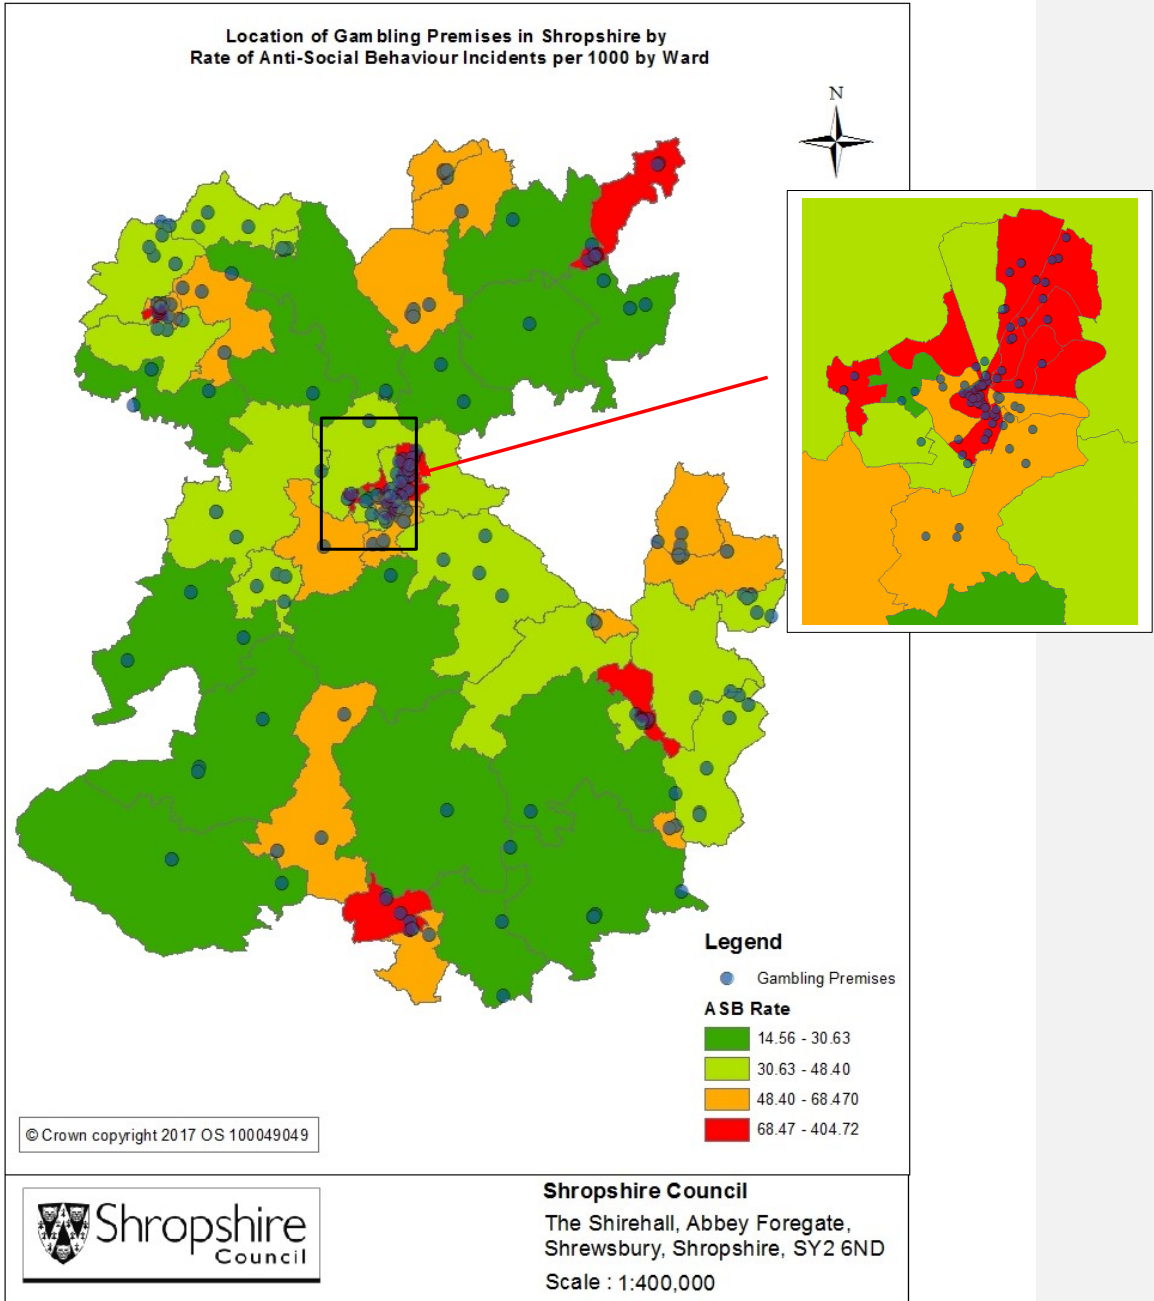 Location of Gambling Premises in Shropshire by
Rate of Anti-Social Behaviour Incidents per 1000 by Ward
N
Legend
Gambling Premises
ASB Rate
14.56 - 30.63
30.63 - 48.40
48.40 - 68.470
68.47 - 404.72
© Crown copyright 2017 OS 100049049
Shropshire
Council
Shropshire Council
The Shirehall, Abbey Foregate,
Shrewsbury, Shropshire, SY2 6ND
Scale : 1:400,000